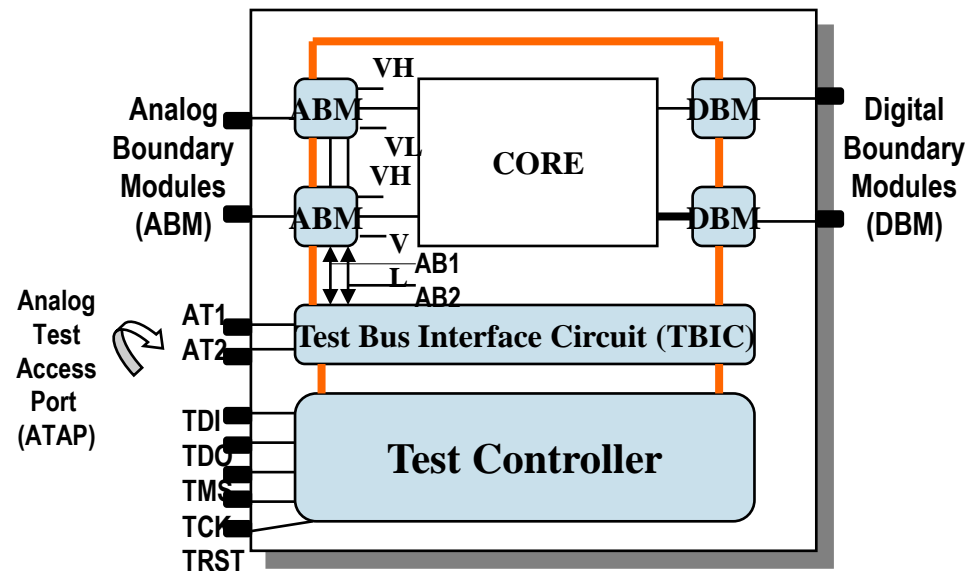 Analog
Boundary
Modules
(ABM)
VH
ABM
VL
VH
ABM
V
L
AB1
AB2
CORE
DBM
DBM
Digital
Boundary
Modules
(DBM)
Analog
Test
Access
Port
(ATAP)
AT1
AT2
Test Bus Interface Circuit (TBIC)
TDI
TDO
TMS
TCK
TRST
Test Controller